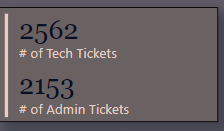 2562
# of Tech Tickets
2153
# of Admin Tickets